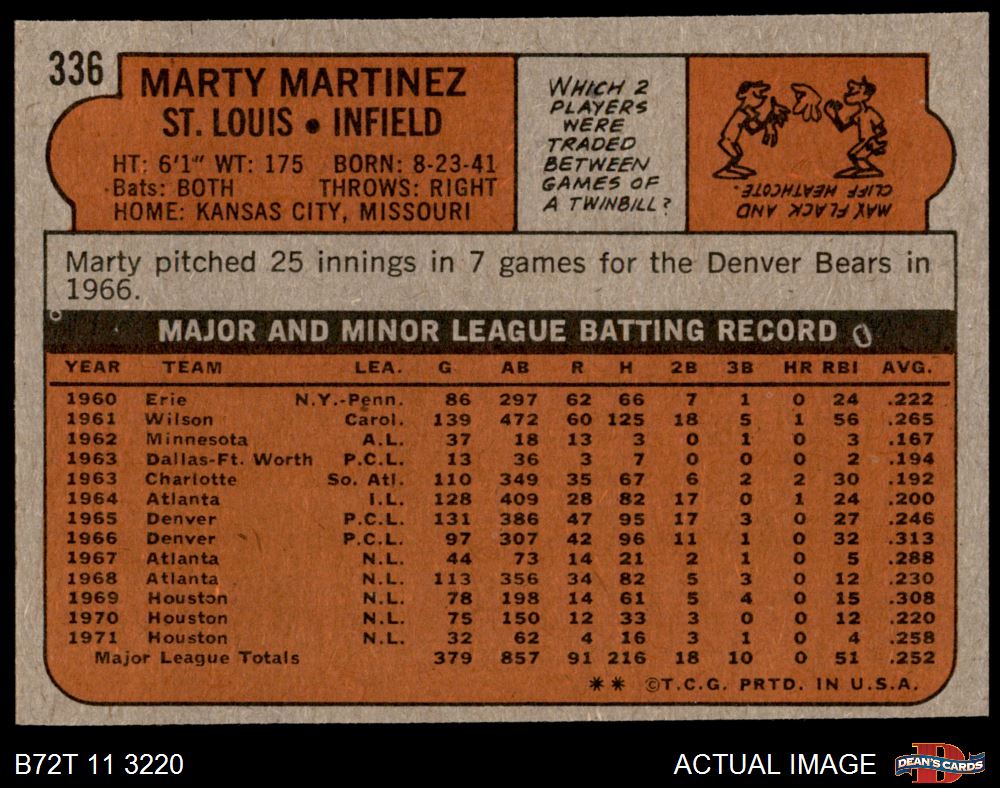 336
MARTY MARTINEZ
ST. LOUIS • INFIELD
HT: 6'1" WT: 175 BORN: 8-23-41
Bats: BOTH THROWS: RIGHT
HOME: KANSAS CITY, MISSOURI
WHICH 2
PLAYERS
WERE
TRADED
BETWEEN
GAMES OF
A TWINBILL?
MAX FLACK AND
CLIFF HEATHCOTE.
Marty pitched 25 innings in 7 games for the Denver Bears in
1966.
MAJOR AND MINOR LEAGUE BATTING RECORD
YEAR TEAM LEA. G AB R H 2B 3B HR RBI AVG.
1960 Erie N.Y.-Penn. 86 297 62 66 7 1 0 24 .222
1961 Wilson Carol. 139 472 60 125 18 5 1 56 .265
1962 Minnesota A.L. 37 18 13 3 0 1 0 3 .167
1963 Dallas-Ft. Worth P.C.L. 13 36 3 7 0 0 0 2 .194
1963 Charlotte So. Atl. 110 349 35 67 6 2 2 30 .192
1964 Atlanta I.L. 128 409 28 82 17 0 1 24 .200
1965 Denver P.C.L. 131 386 47 95 17 3 0 27 .246
1966 Denver P.C.L. 97 307 42 96 11 1 0 32 .313
1967 Atlanta N.L. 44 73 14 21 2 1 0 5 .288
1968 Atlanta N.L. 113 356 34 82 5 3 0 12 .230
1969 Houston N.L. 78 198 14 61 5 4 0 15 .308
1970 Houston N.L. 75 150 12 33 3 0 0 12 .220
1971 Houston N.L. 32 62 4 16 3 1 0 4 .258
Major League Totals 379 857 91 216 18 10 0 51 .252
** ©T.C.G. PRTD. IN U.S.A.
B72T 11 3220
ACTUAL IMAGE
D
DEAN'S CARDS